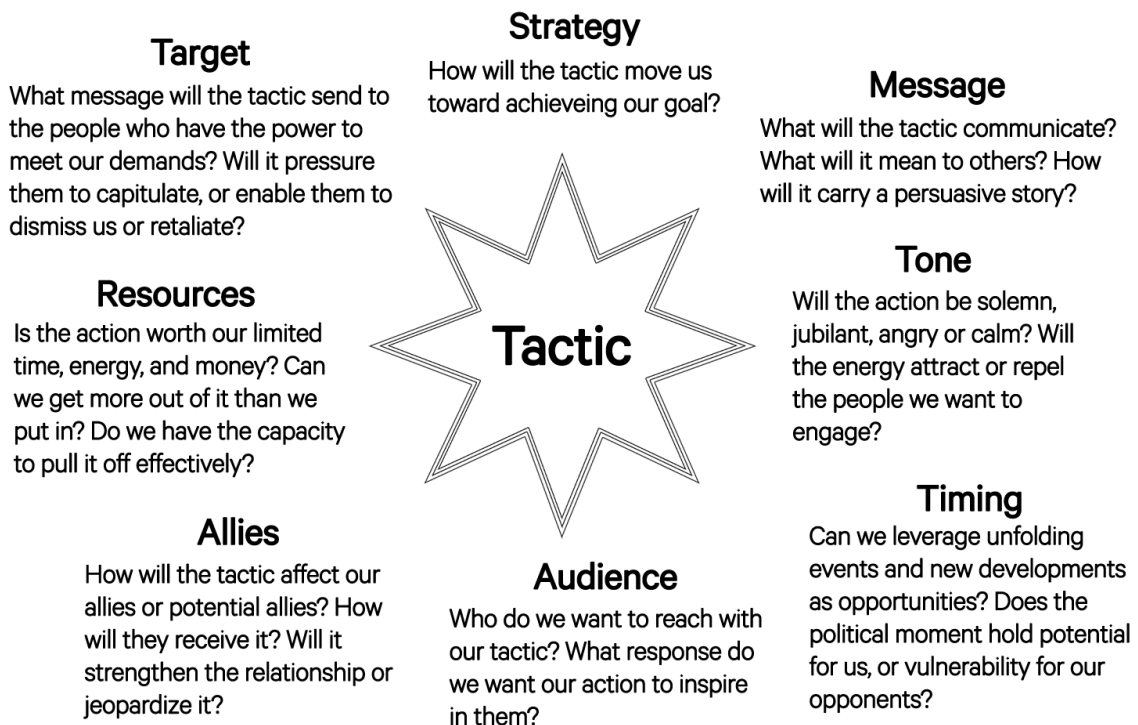 Strategy
How will the tactic move us
toward achieveing our goal?
Message
What will the tactic communicate?
What will it mean to others? How
will it carry a persuasive story?
Tone
Will the action be solemn,
jubilant, angry or calm? Will
the energy attract or repel
the people we want to
engage?
Timing
Can we leverage unfolding
events and new developments
as opportunities? Does the
political moment hold potential
for us, or vulnerability for our
opponents?
Audience
Who do we want to reach with
our tactic? What response do
we want our action to inspire
in them?
Allies
How will the tactic affect our
allies or potential allies? How
will they receive it? Will it
strengthen the relationship or
jeopardize it?
Resources
Is the action worth our limited
time, energy, and money? Can
we get more out of it than we
put in? Do we have the capacity
to pull it off effectively?
Target
What message will the tactic send to
the people who have the power to
meet our demands? Will it pressure
them to capitulate, or enable them to
dismiss us or retaliate?
Tactic